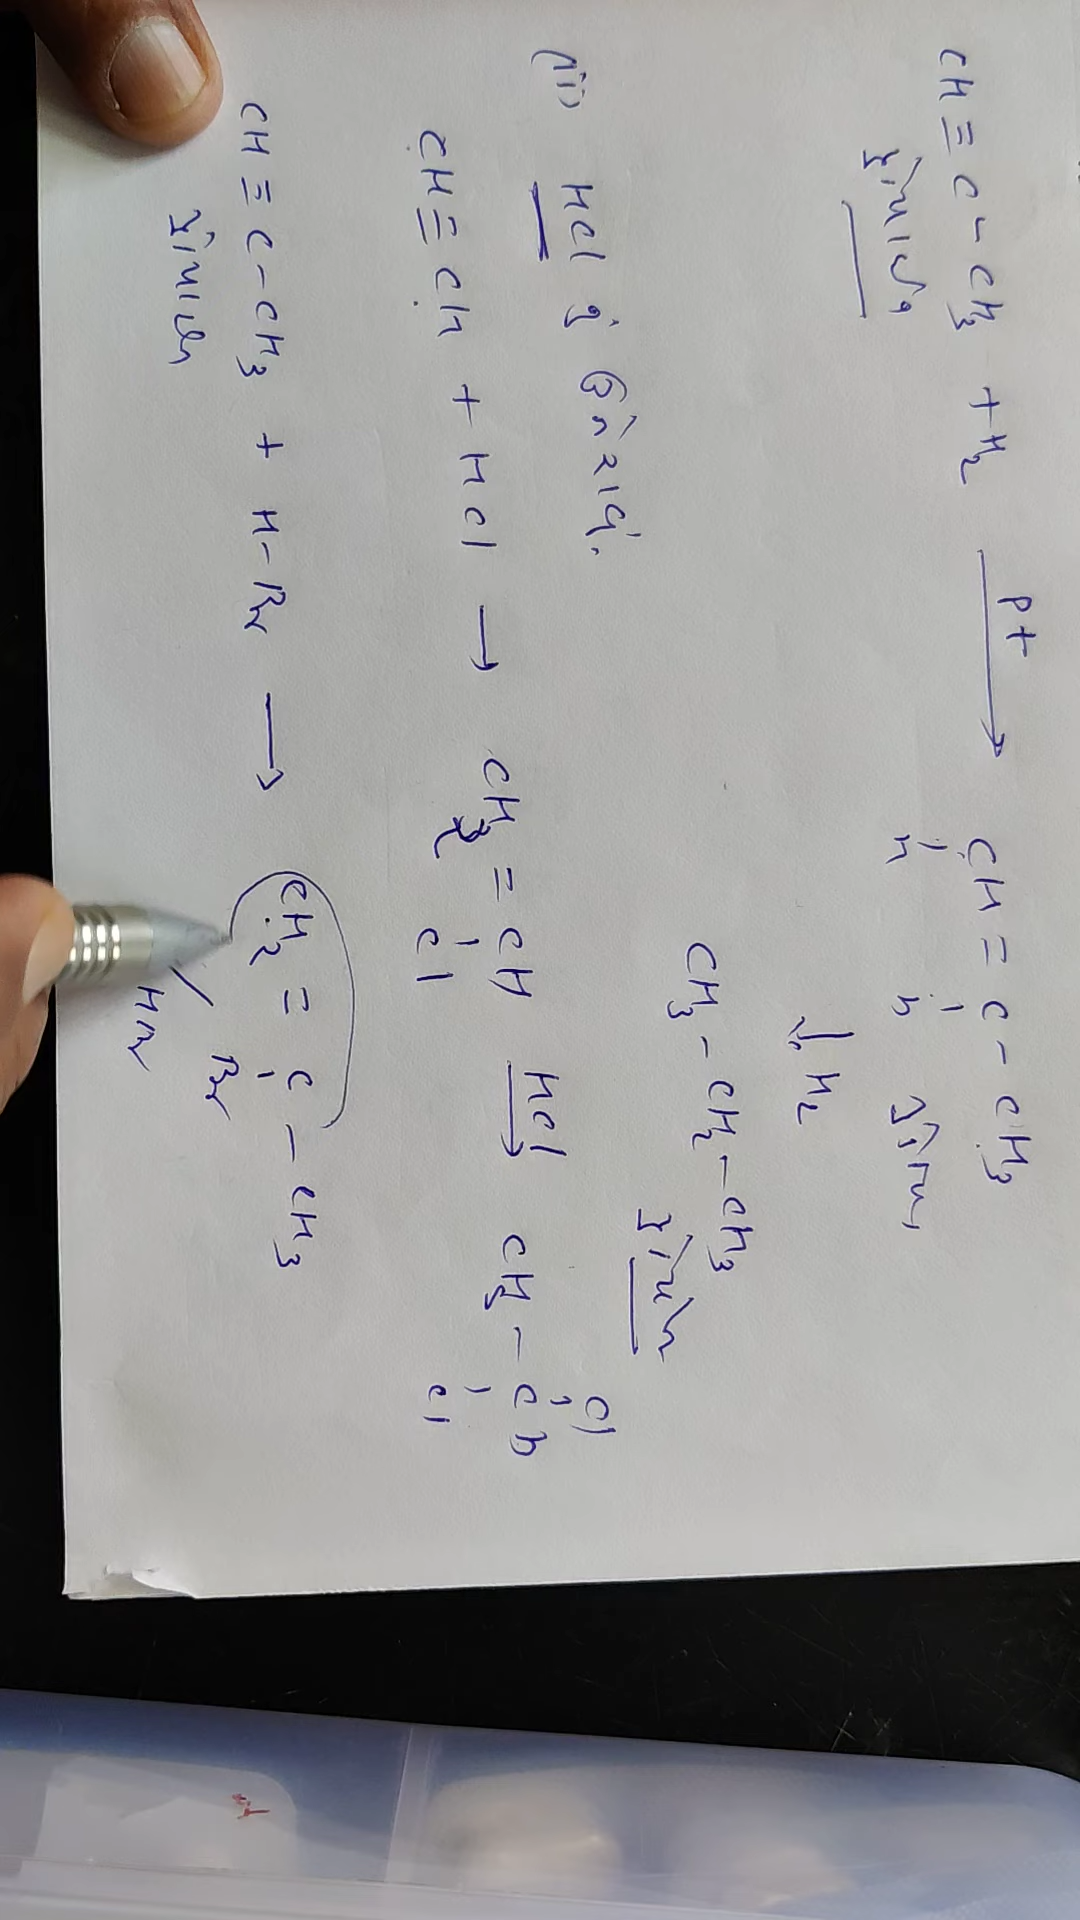 CH ≡ C - CH3 + H2 Pt CH = C - CH3
H H
↓ H2
CH3 - CH2 - CH3
(ii) HCl
CH ≡ CH + HCl → CH2 = CH HCl CH3 - CH
Cl Cl Cl
CH ≡ C - CH3 + H - Br → CH2 = C - CH3
Br
HBr